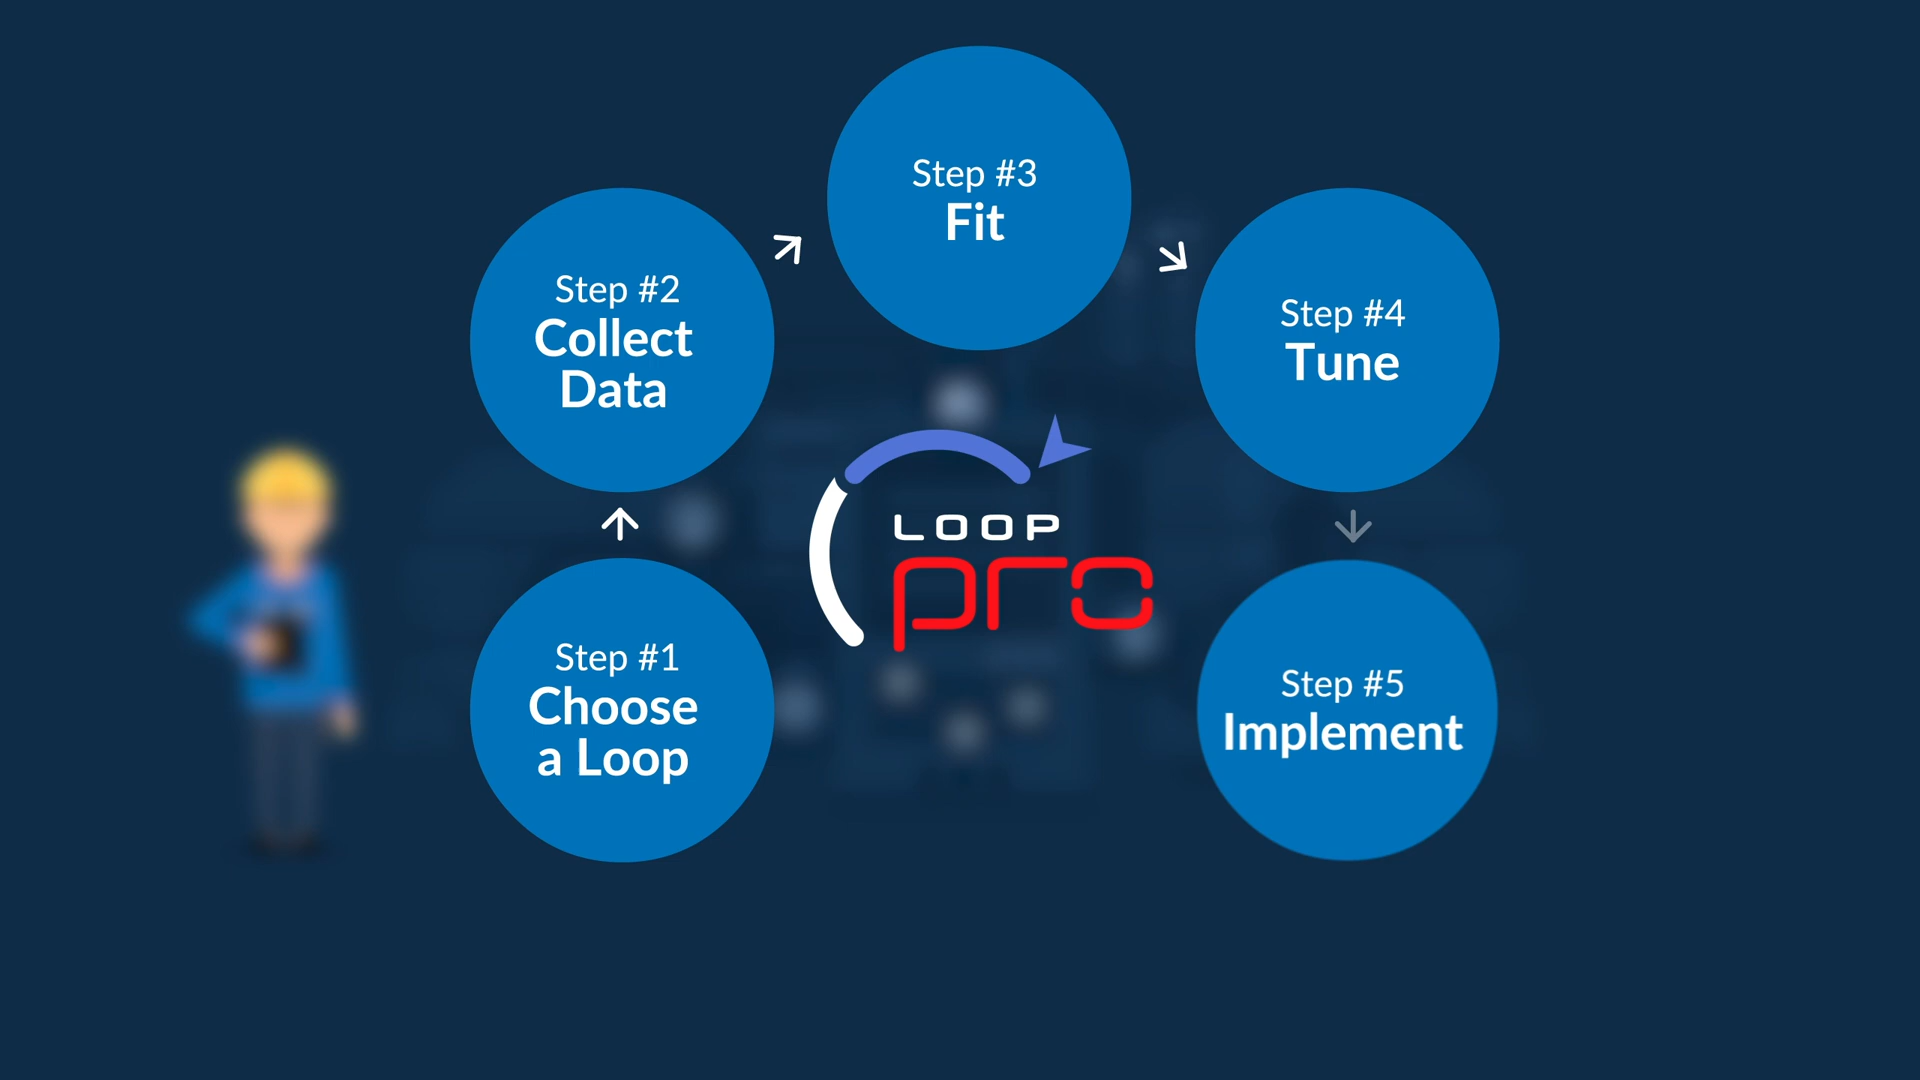 Step #1
Choose
a Loop
Step #2
Collect
Data
Step #3
Fit
Step #4
Tune
Step #5
Implement
LOOP
pro